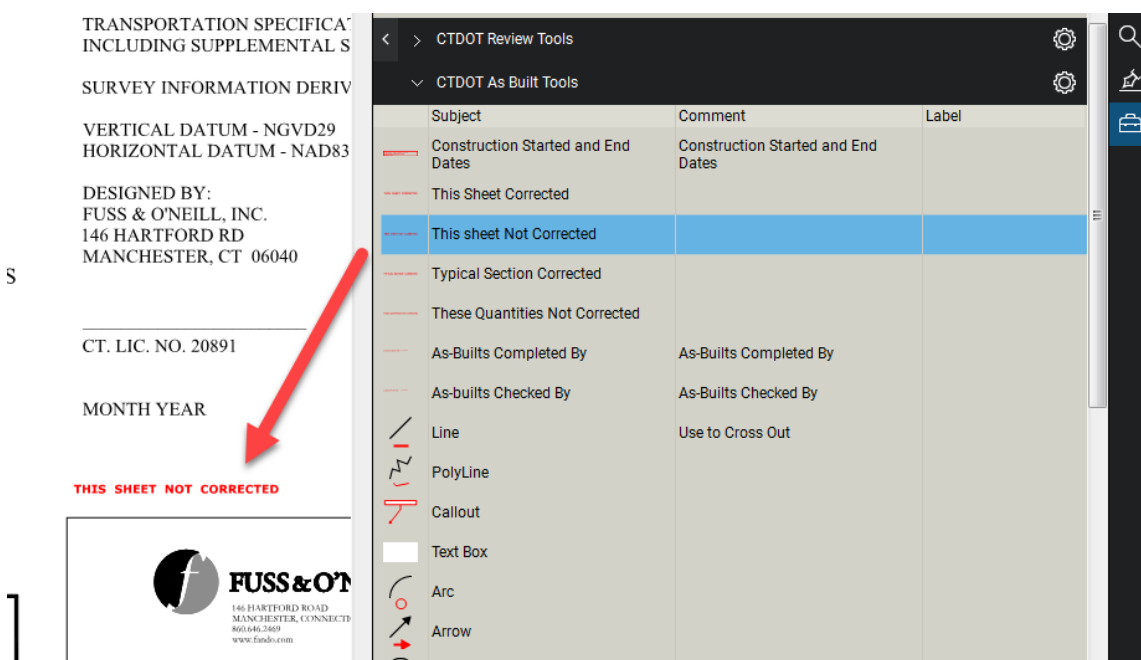 TRANSPORTATION SPECIFICAT
INCLUDING SUPPLEMENTAL S
SURVEY INFORMATION DERIV
VERTICAL DATUM - NGVD29
HORIZONTAL DATUM - NAD83
DESIGNED BY:
FUSS & O'NEILL, INC.
146 HARTFORD RD
MANCHESTER, CT 06040
S
CT. LIC. NO. 20891
MONTH YEAR
THIS SHEET NOT CORRECTED
f
FUSS & O'N
146 HARTFORD ROAD
MANCHESTER, CONNECTI
860.646.2469
www.fando.com
CTDOT Review Tools
CTDOT As Built Tools
Subject Comment Label
Construction Started and End Construction Started and End
Dates Dates
This Sheet Corrected
This sheet Not Corrected
Typical Section Corrected
These Quantities Not Corrected
As-Builts Completed By As-Builts Completed By
As-builts Checked By As-Builts Checked By
Line Use to Cross Out
PolyLine
Callout
Text Box
Arc
Arrow